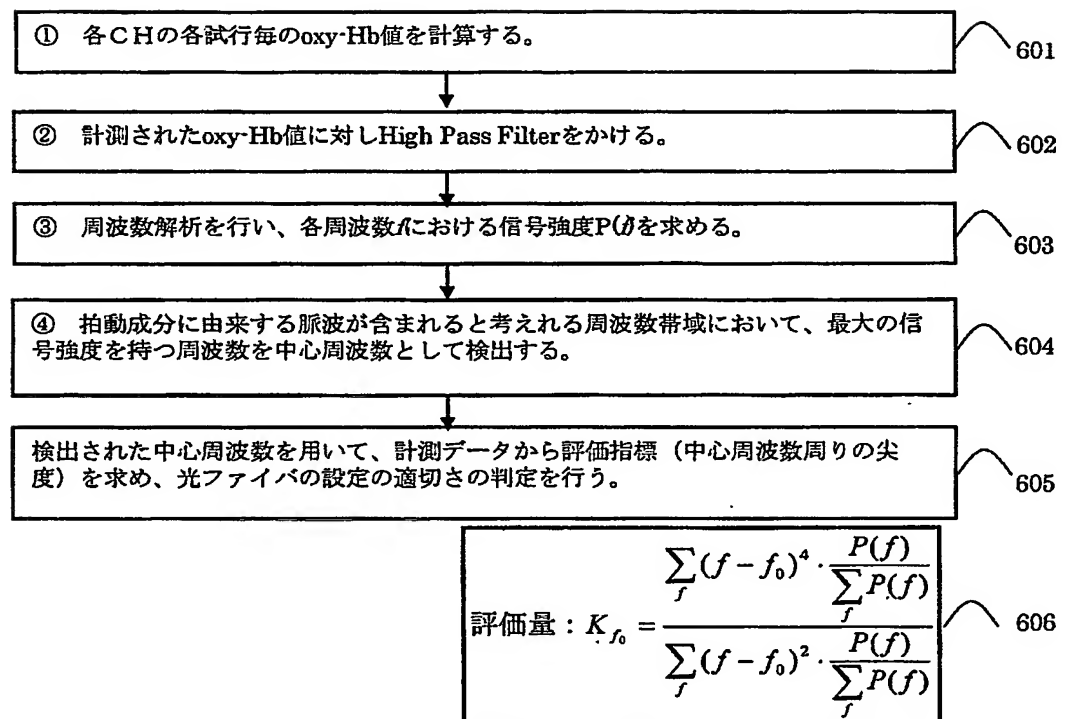 ① 各CHの各試行毎のoxy-Hb値を計算する。
601
② 計測されたoxy-Hb値に対しHigh Pass Filterをかける。
602
③ 周波数解析を行い、各周波数fにおける信号強度P(f)を求める。
603
④ 拍動成分に由来する脈波が含まれると考えれる周波数帯域において、最大の信
号強度を持つ周波数を中心周波数として検出する。
604
検出された中心周波数を用いて、計測データから評価指標（中心周波数周りの尖
度）を求め、光ファイバの設定の適切さの判定を行う。
605
評価量：K_{f_0} = \frac{\sum_f (f - f_0)^4 \cdot \frac{P(f)}{\sum_f P(f)}}{\sum_f (f - f_0)^2 \cdot \frac{P(f)}{\sum_f P(f)}}
606